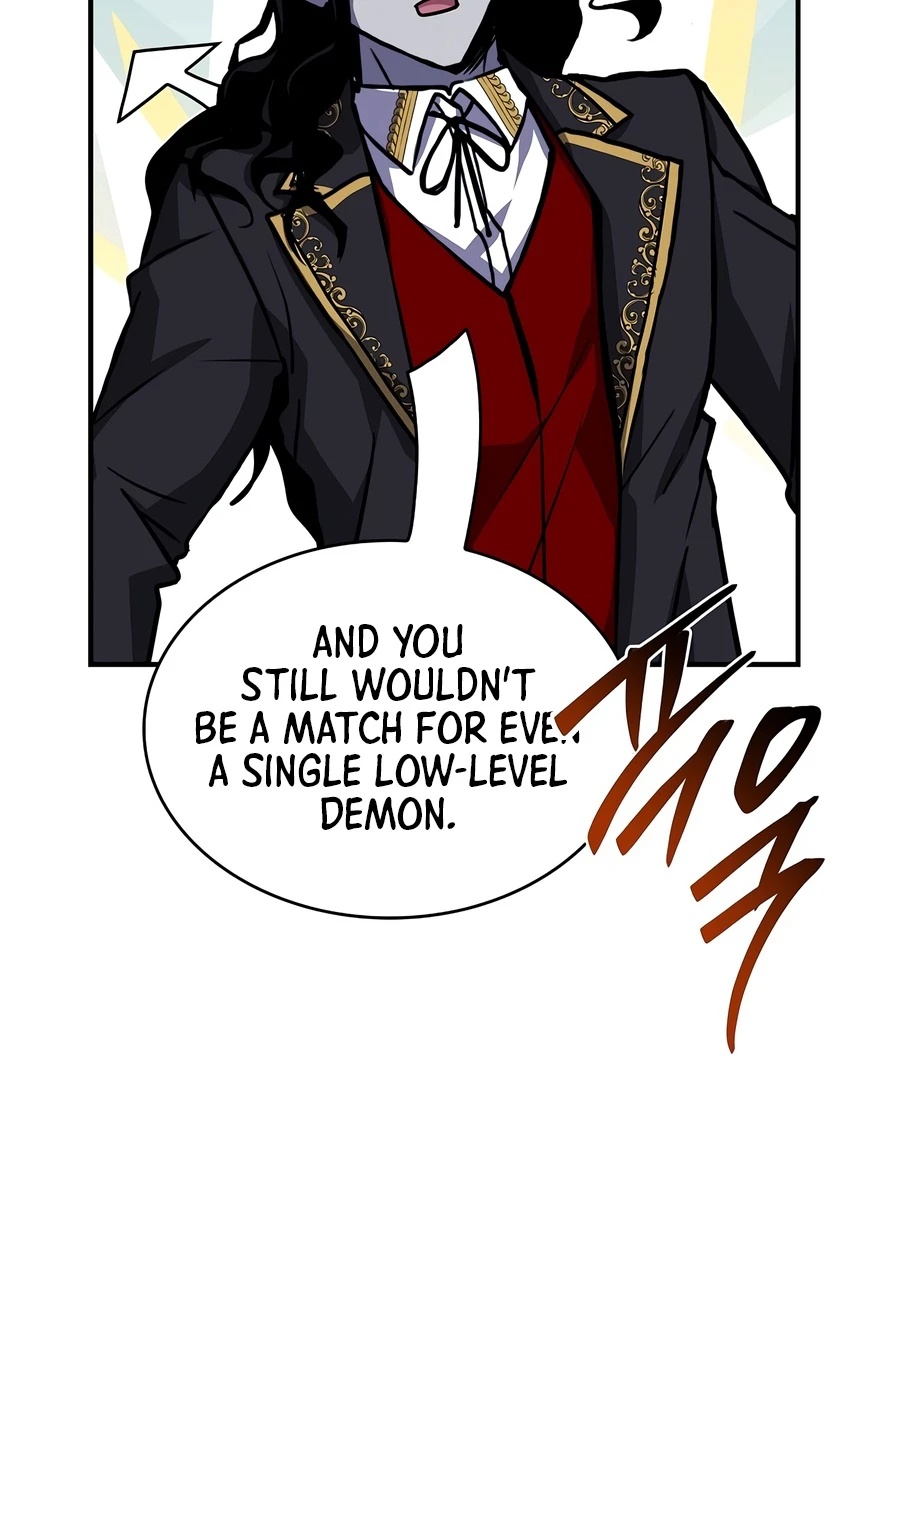 AND YOU
STILL WOULDN'T
BE A MATCH FOR EVEN
A SINGLE LOW-LEVEL
DEMON.